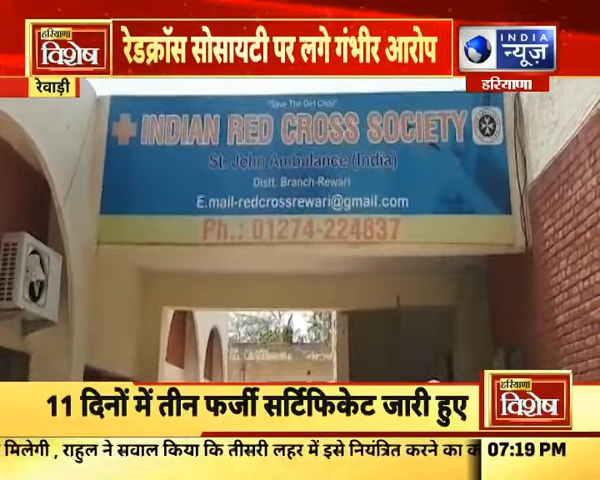 हरियाणा
विशेष
रेडक्रॉस सोसायटी पर लगे गंभीर आरोप
INDIA
न्यूज़
हरियाणा
रेवाड़ी
"Save The Girl Child"
INDIAN RED CROSS SOCIETY
St. John Ambulance (India)
Distt. Branch-Rewari
E.mail-redcrossrewari@gmail.com
Ph.: 01274-224837
11 दिनों में तीन फर्जी सर्टिफिकेट जारी हुए
हरियाणा
विशेष
मिलेगी , राहुल ने सवाल किया कि तीसरी लहर में इसे नियंत्रित करने का
07:19 PM